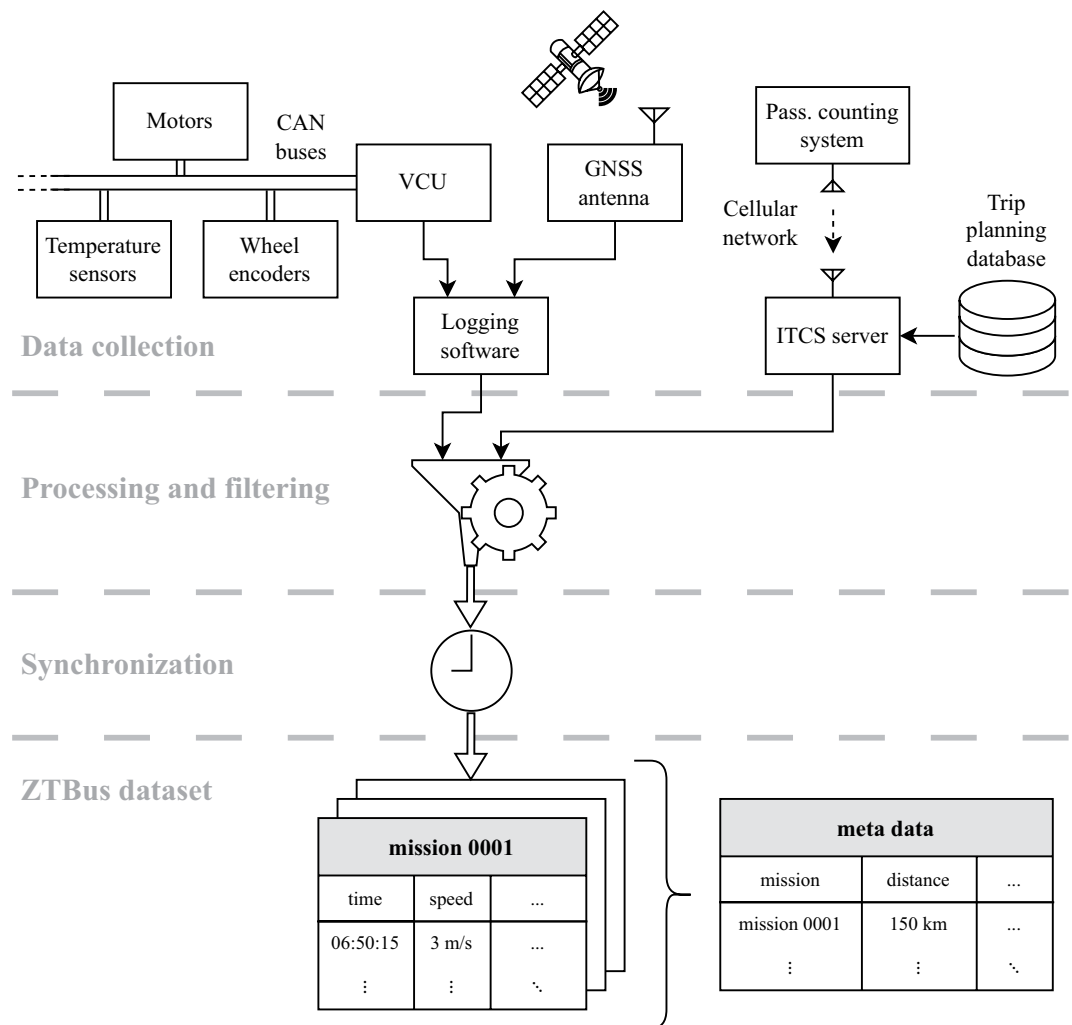 Motors
CAN
buses
VCU
GNSS
antenna
Pass. counting
system
Temperature
sensors
Wheel
encoders
Cellular
network
Trip
planning
database
Logging
software
ITCS server
Data collection
Processing and filtering
Synchronization
ZTBus dataset
mission 0001
time speed ...
06:50:15 3 m/s ...
⋮ ⋮ ⋱
meta data
mission distance ...
mission 0001 150 km ...
⋮ ⋮ ⋱